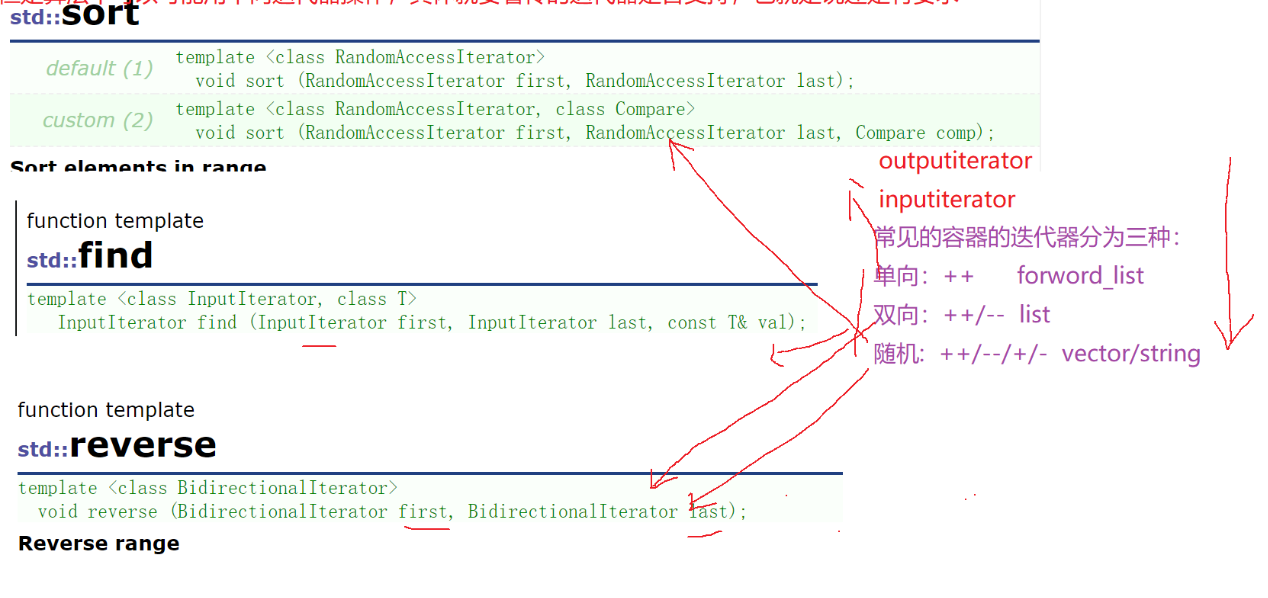 std::sort
default (1)
template <class RandomAccessIterator>
void sort (RandomAccessIterator first, RandomAccessIterator last);
custom (2)
template <class RandomAccessIterator, class Compare>
void sort (RandomAccessIterator first, RandomAccessIterator last, Compare comp);
Sort elements in range
outputiterator
inputiterator
常见的容器的迭代器分为三种：
单向：++ forword_list
双向：++/-- list
随机：++/--/+/- vector/string
function template
std::find
template <class InputIterator, class T>
InputIterator find (InputIterator first, InputIterator last, const T& val);
function template
std::reverse
template <class BidirectionalIterator>
void reverse (BidirectionalIterator first, BidirectionalIterator last);
Reverse range